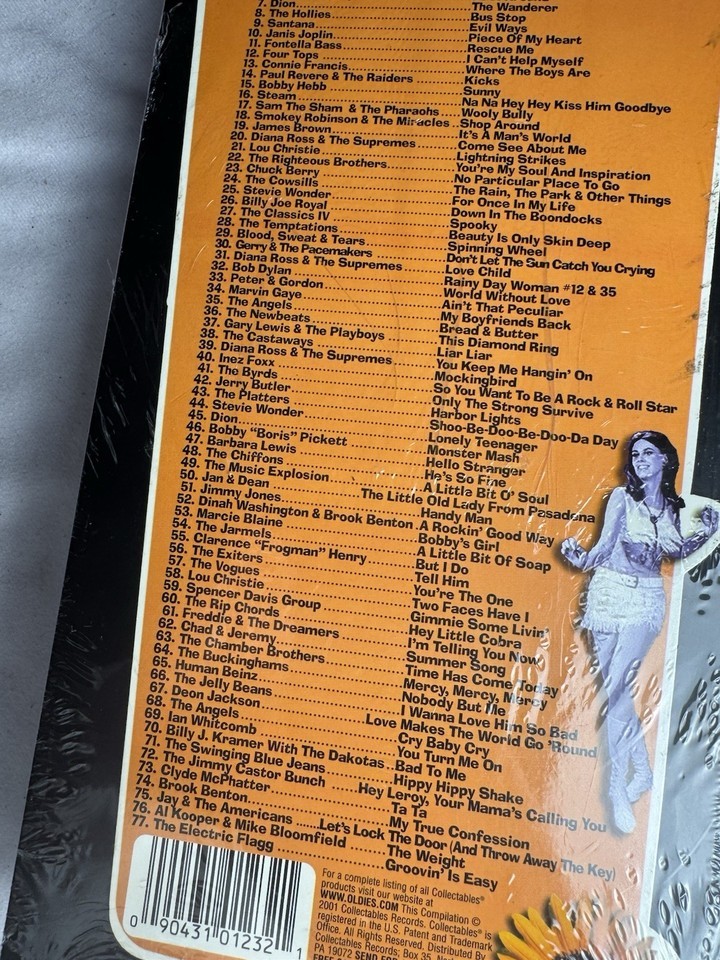 7. Dion The Wanderer
8. The Hollies Bus Stop
9. Santana Evil Ways
10. Janis Joplin Piece Of My Heart
11. Fontella Bass Rescue Me
12. Four Tops I Can't Help Myself
13. Connie Francis Where The Boys Are
14. Paul Revere & The Raiders Kicks
15. Bobby Hebb Sunny
16. Steam Na Na Hey Hey Kiss Him Goodbye
17. Sam The Sham & The Pharaohs Wooly Bully
18. Smokey Robinson & The Miracles Shop Around
19. James Brown It's A Man's World
20. Diana Ross & The Supremes Come See About Me
21. Lou Christie Lightning Strikes
22. The Righteous Brothers You're My Soul And Inspiration
23. Chuck Berry No Particular Place To Go
24. The Cowsills The Rain, The Park & Other Things
25. Stevie Wonder For Once In My Life
26. Billy Joe Royal Down In The Boondocks
27. The Classics IV Spooky
28. The Temptations Beauty Is Only Skin Deep
29. Blood, Sweat & Tears Spinning Wheel
30. Gerry & The Pacemakers Don't Let The Sun Catch You Crying
31. Diana Ross & The Supremes Love Child
32. Bob Dylan Rainy Day Woman #12 & 35
33. Peter & Gordon World Without Love
34. Marvin Gaye Ain't That Peculiar
35. The Angels My Boyfriends Back
36. The Newbeats Bread & Butter
37. Gary Lewis & The Playboys This Diamond Ring
38. The Castaways Liar Liar
39. Diana Ross & The Supremes You Keep Me Hangin' On
40. Inez Foxx Mockingbird
41. The Byrds So You Want To Be A Rock & Roll Star
42. Jerry Butler Only The Strong Survive
43. The Platters Harbor Lights
44. Stevie Wonder Shoo-Be-Doo-Be-Doo-Da Day
45. Dion Lonely Teenager
46. Bobby "Boris" Pickett Monster Mash
47. Barbara Lewis Hello Stranger
48. The Chiffons He's So Fine
49. The Music Explosion A Little Bit O' Soul
50. Jan & Dean The Little Old Lady From Pasadena
51. Jimmy Jones Handy Man
52. Dinah Washington & Brook Benton A Rockin' Good Way
53. Marcie Blaine Bobby's Girl
54. The Jarmels A Little Bit Of Soap
55. Clarence "Frogman" Henry But I Do
56. The Exiters Tell Him
57. The Vogues You're The One
58. Lou Christie Two Faces Have I
59. Spencer Davis Group Gimmie Some Livin'
60. The Rip Chords Hey Little Cobra
61. Freddie & The Dreamers I'm Telling You Now
62. Chad & Jeremy Summer Song
63. The Chamber Brothers Time Has Come Today
64. The Buckinghams Mercy, Mercy, Mercy
65. Human Beinz Nobody But Me
66. The Jelly Beans I Wanna Love Him So Bad
67. Deon Jackson Love Makes The World Go 'Round
68. The Angels Cry Baby Cry
69. Ian Whitcomb You Turn Me On
70. Billy J. Kramer With The Dakotas Bad To Me
71. The Swinging Blue Jeans Hippy Hippy Shake
72. The Jimmy Castor Bunch Hey Leroy, Your Mama's Calling You
73. Clyde McPhatter Ta Ta
74. Brook Benton My True Confession
75. Jay & The Americans Let's Lock The Door (And Throw Away The Key)
76. Al Kooper & Mike Bloomfield The Weight
77. The Electric Flagg Groovin' Is Easy
0 90431 01232 1
For a complete listing of all Collectables®
products visit our website at
WWW.OLDIES.COM This Compilation ©
2001 Collectables Records. Collectables®is
registered in the U.S. Patent and Trademark
Office. All Rights Reserved. Distributed By
Collectables Records; Box 35,
PA 19072 SEND FOR